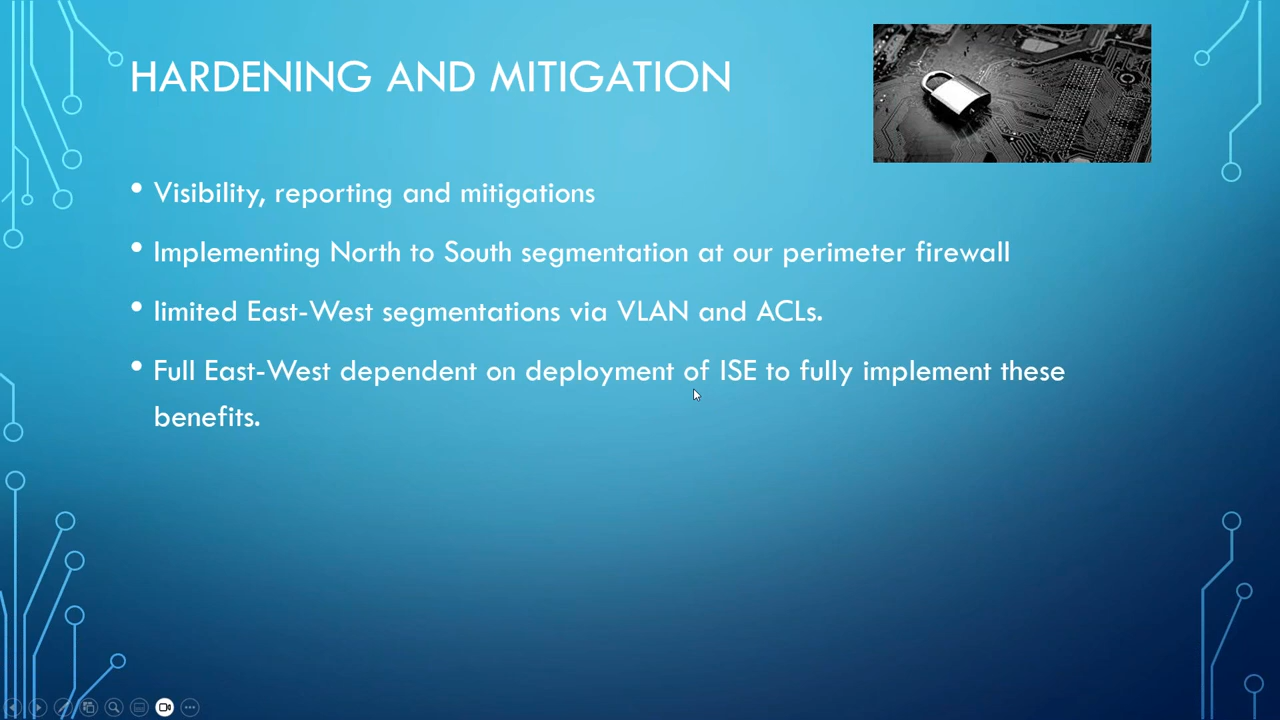 HARDENING AND MITIGATION
• Visibility, reporting and mitigations
• Implementing North to South segmentation at our perimeter firewall
• limited East-West segmentations via VLAN and ACLs.
• Full East-West dependent on deployment of ISE to fully implement these
benefits.